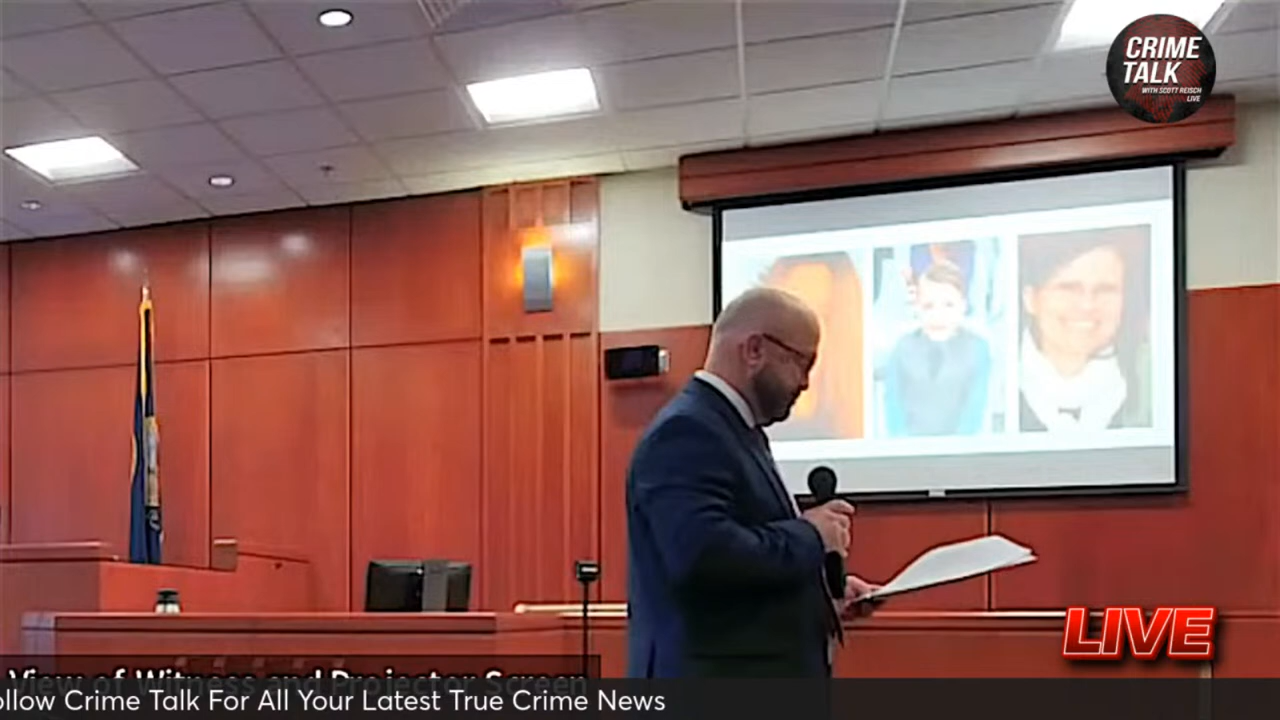 CRIME
TALK
WITH SCOTT REISCH
LIVE
LIVE
View of Witness and Projector Screen
ollow Crime Talk For All Your Latest True Crime News